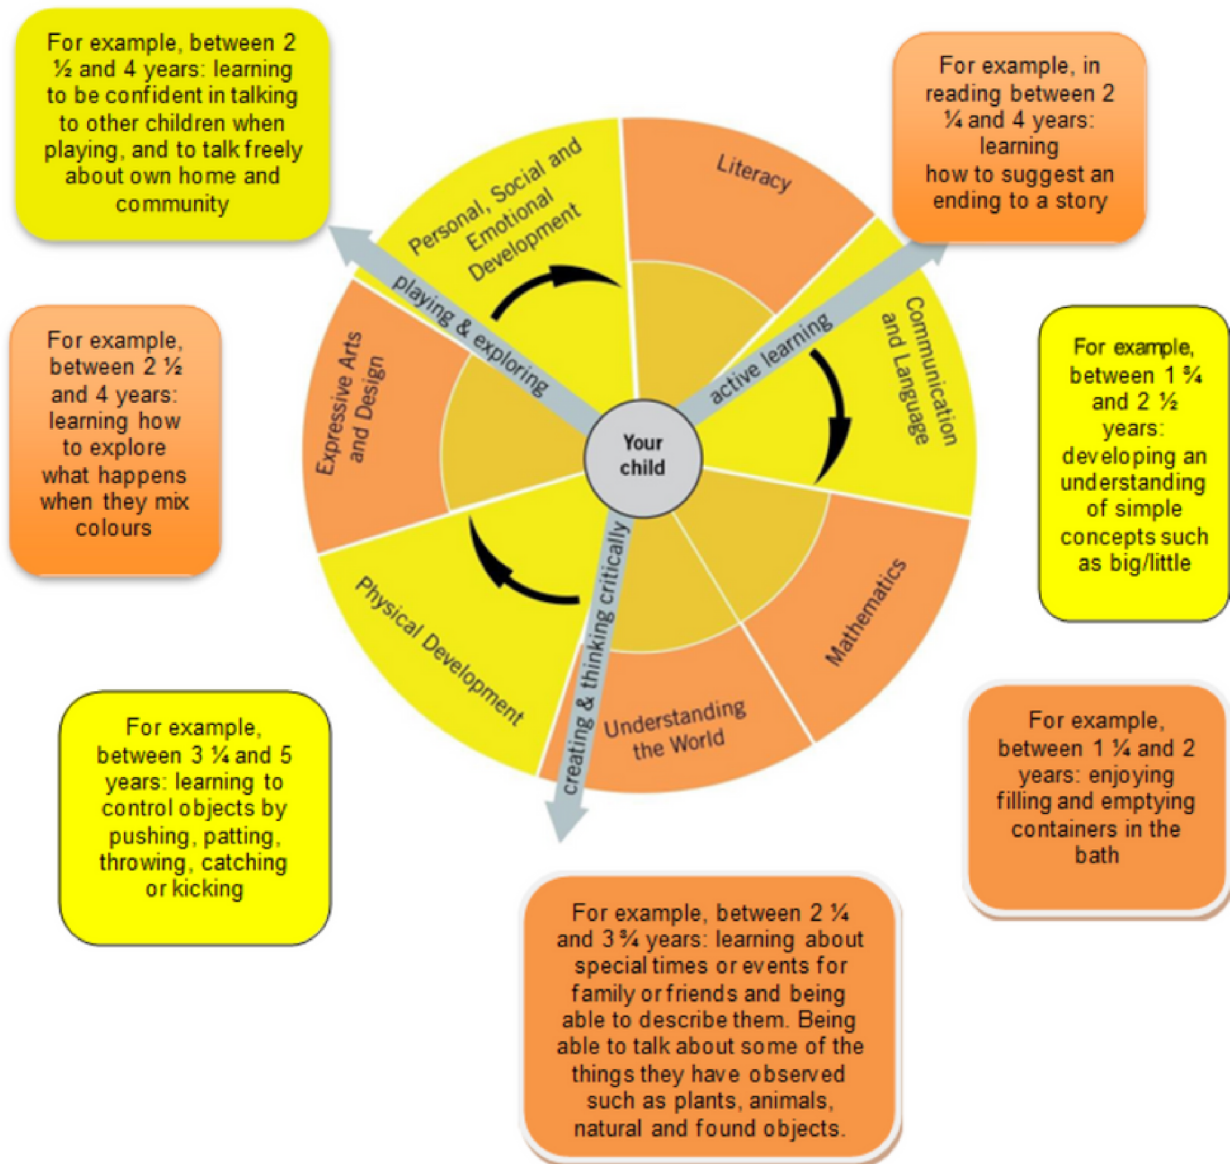 For example, between 2
½ and 4 years: learning
to be confident in talking
to other children when
playing, and to talk freely
about own home and
community
For example, in
reading between 2
¼ and 4 years:
learning
how to suggest an
ending to a story
Personal, Social and
Emotional
Development
Literacy
playing & exploring
active learning
Communication
and Language
Expressive Arts
and Design
Your
child
For example,
between 2 ½
and 4 years:
learning how
to explore
what happens
when they mix
colours
For example,
between 1 ¾
and 2 ½
years:
developing an
understanding
of simple
concepts such
as big/little
Physical Development
creating & thinking critically
Understanding
the World
Mathematics
For example,
between 3 ¼ and 5
years: learning to
control objects by
pushing, patting,
throwing, catching
or kicking
For example,
between 1 ¼ and 2
years: enjoying
filling and emptying
containers in the
bath
For example, between 2 ¼
and 3 ¾ years: learning about
special times or events for
family or friends and being
able to describe them. Being
able to talk about some of the
things they have observed
such as plants, animals,
natural and found objects.